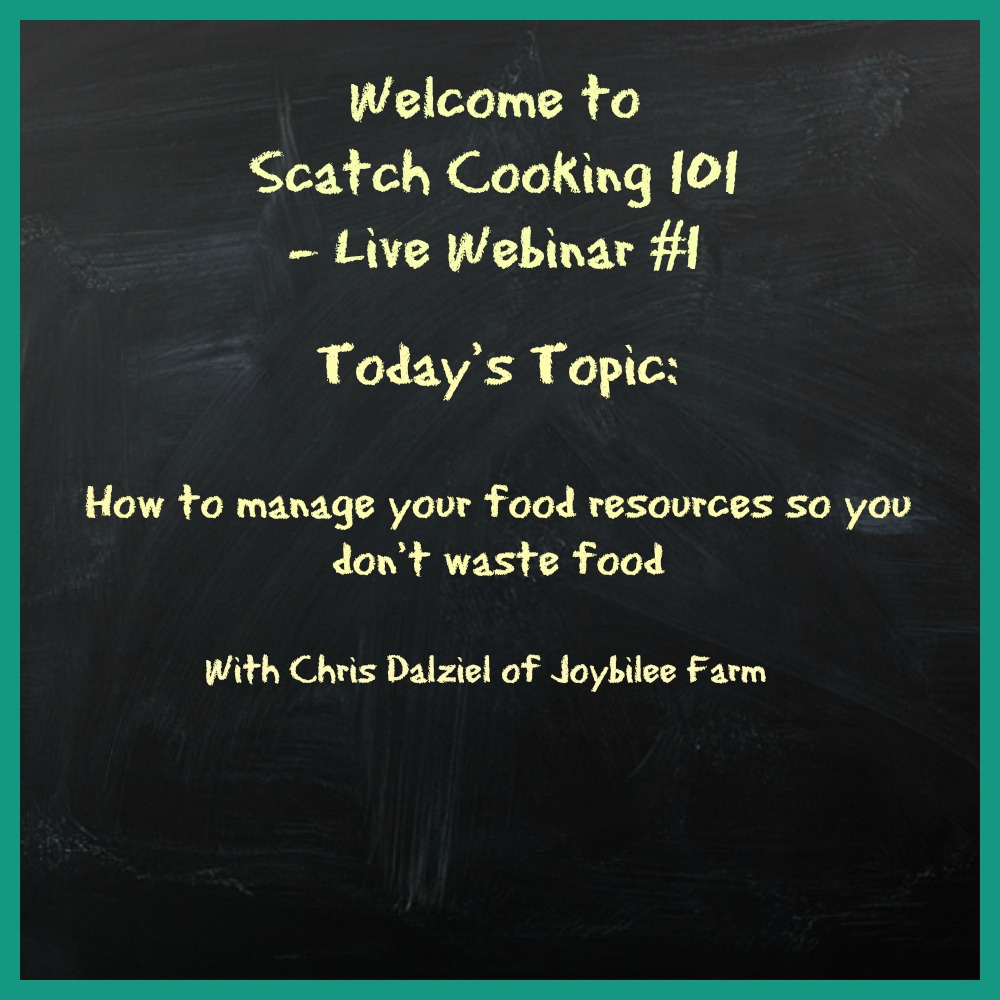 Welcome to
Scatch Cooking 101
- Live Webinar #1
Today's Topic:
How to manage your food resources so you
don't waste food
With Chris Dalziel of Joybilee Farm